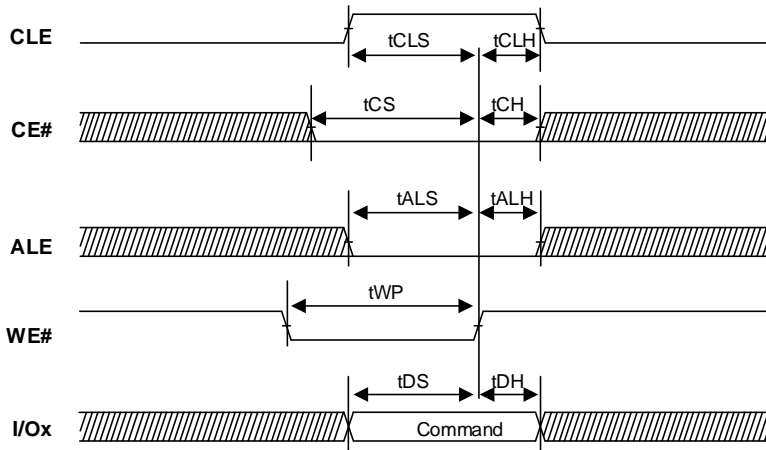 CLE
tCLS
tCLH
CE#
tCS
tCH
ALE
tALS
tALH
WE#
tWP
I/Ox
tDS
tDH
Command